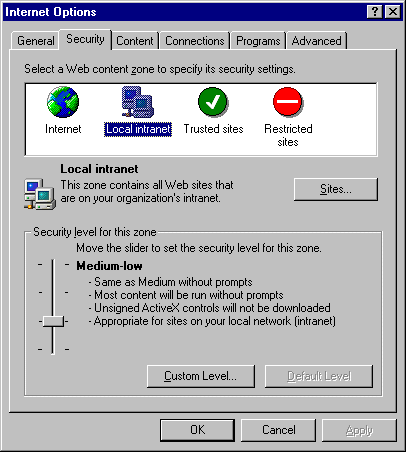 Internet Options
General Security Content Connections Programs Advanced
Select a Web content zone to specify its security settings.
Internet Local intranet Trusted sites Restricted sites
Local intranet
This zone contains all Web sites that
are on your organization's intranet.
Sites...
Security level for this zone
Move the slider to set the security level for this zone.
Medium-low
- Same as Medium without prompts
- Most content will be run without prompts
- Unsigned ActiveX controls will not be downloaded
- Appropriate for sites on your local network (intranet)
Custom Level... Default Level
OK Cancel Apply